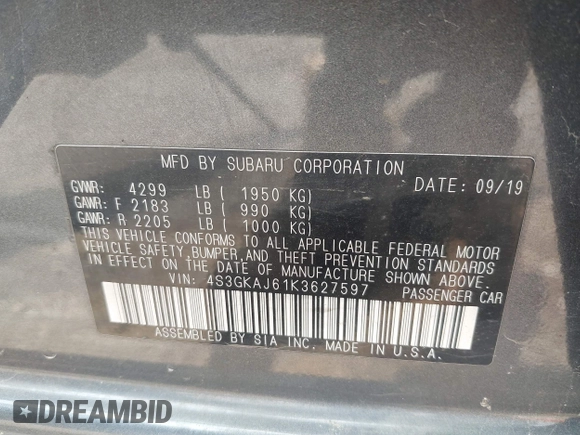 MFD BY SUBARU CORPORATION
GVWR: 4299 LB ( 1950 KG) DATE: 09/19
GAWR: F 2183 LB ( 990 KG)
GAWR: R 2205 LB ( 1000 KG)
THIS VEHICLE CONFORMS TO ALL APPLICABLE FEDERAL MOTOR
VEHICLE SAFETY, BUMPER, AND THEFT PREVENTION STANDARDS
IN EFFECT ON THE DATE OF MANUFACTURE SHOWN ABOVE.
VIN: 4S3GKAJ61K3627597 PASSENGER CAR
ASSEMBLED BY SIA INC. MADE IN U.S.A.
DREAMBID